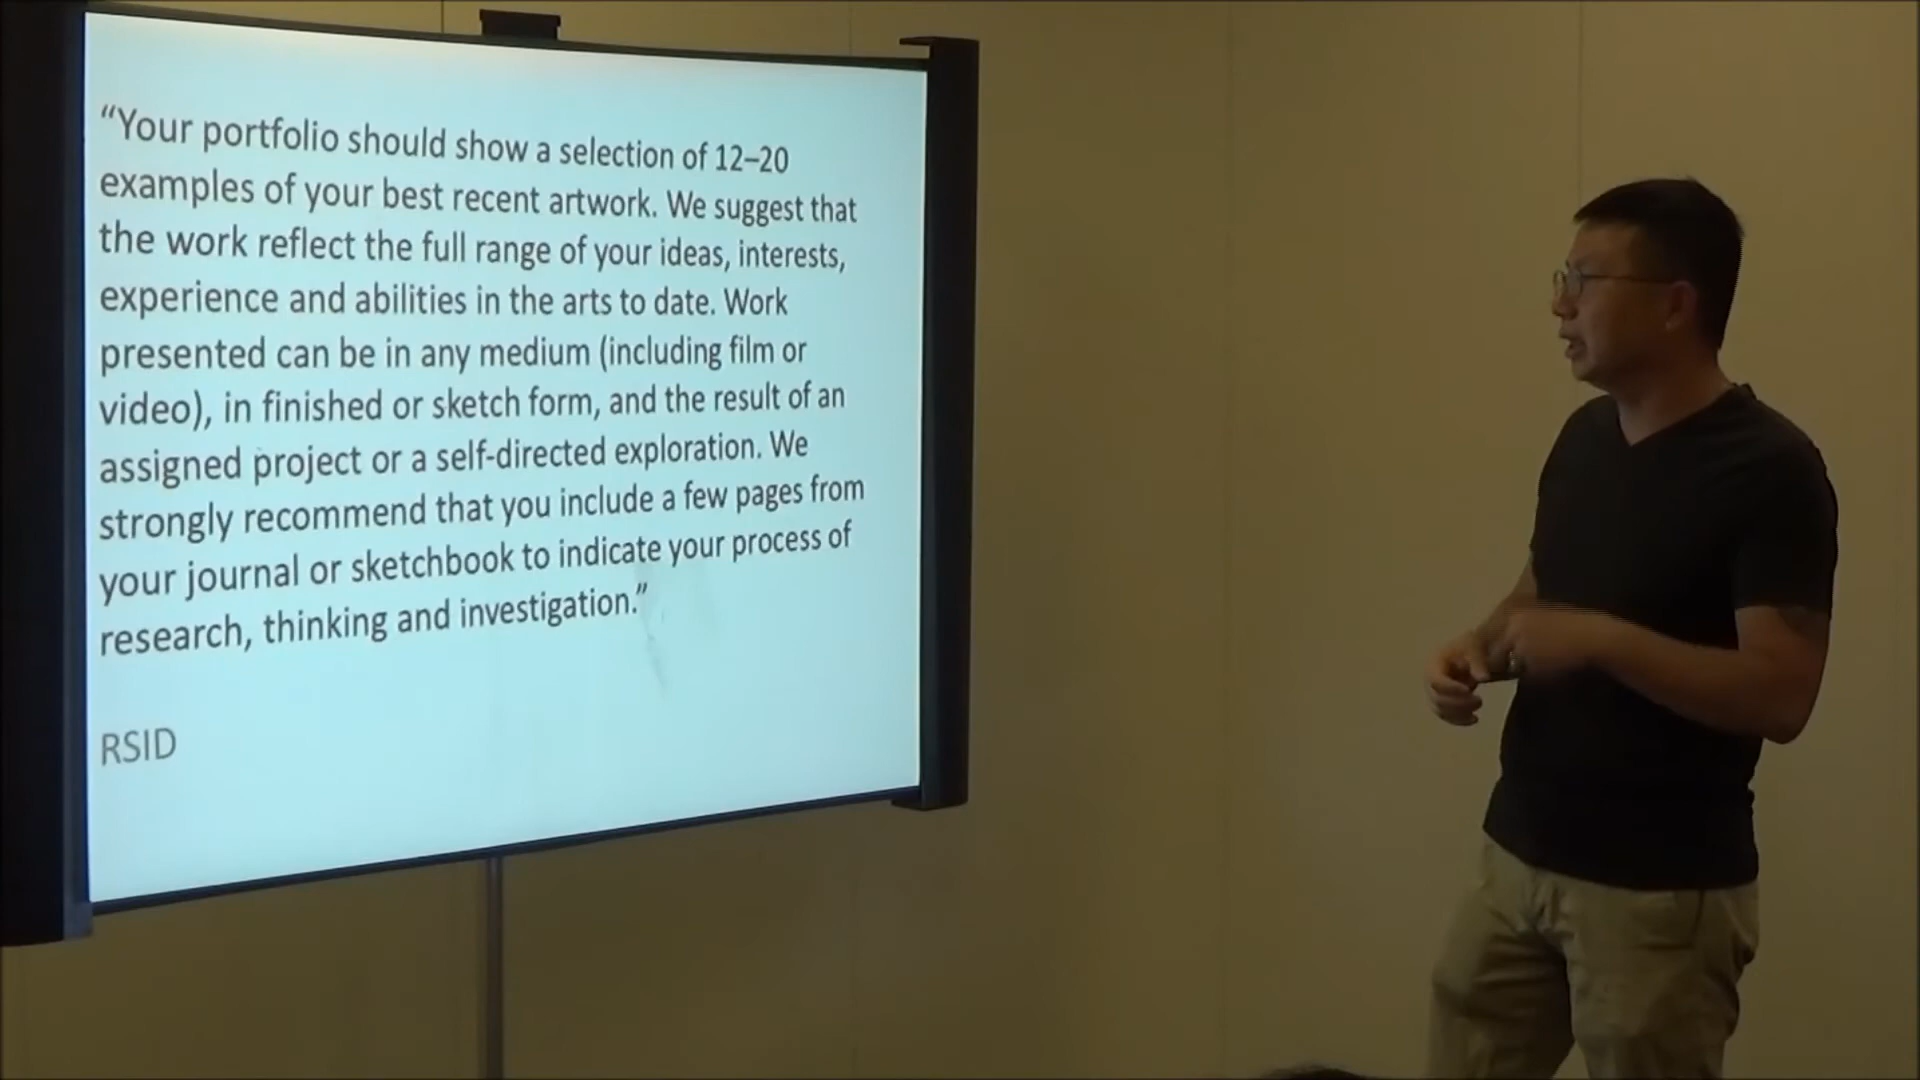 “Your portfolio should show a selection of 12–20
examples of your best recent artwork. We suggest that
the work reflect the full range of your ideas, interests,
experience and abilities in the arts to date. Work
presented can be in any medium (including film or
video), in finished or sketch form, and the result of an
assigned project or a self-directed exploration. We
strongly recommend that you include a few pages from
your journal or sketchbook to indicate your process of
research, thinking and investigation.”
RSID